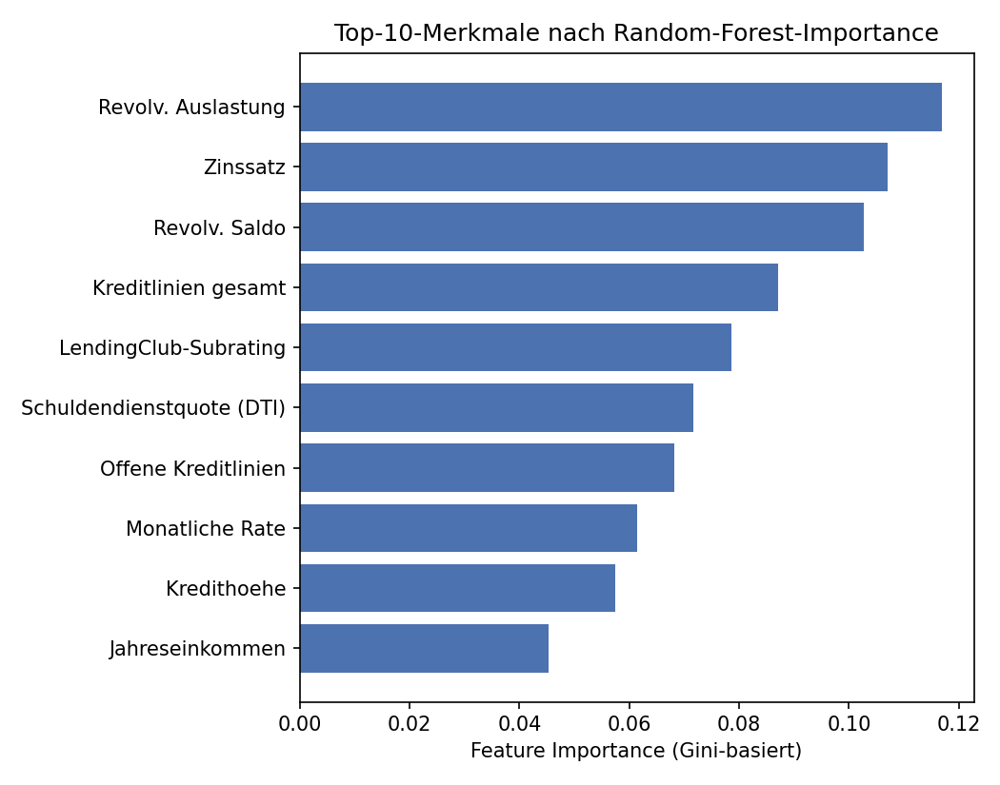 Top-10-Merkmale nach Random-Forest-Importance
Revolv. Auslastung
Zinssatz
Revolv. Saldo
Kreditlinien gesamt
LendingClub-Subrating
Schuldendienstquote (DTI)
Offene Kreditlinien
Monatliche Rate
Kredithoehe
Jahreseinkommen
0.00 0.02 0.04 0.06 0.08 0.10 0.12
Feature Importance (Gini-basiert)